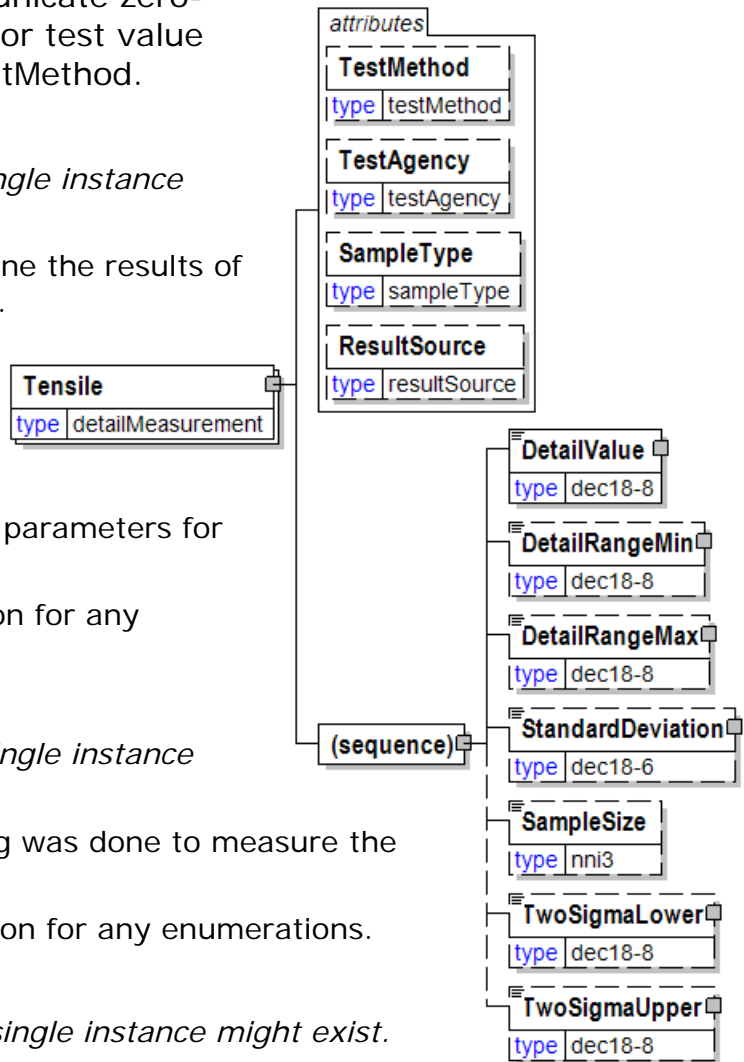 unicate zero-
or test value
tMethod.
ngle instance
ne the results of
.
parameters for
on for any
ingle instance
g was done to measure the
on for any enumerations.
single instance might exist.
Tensile
type detailMeasurement
attributes
TestMethod
type testMethod
TestAgency
type testAgency
SampleType
type sampleType
ResultSource
type resultSource
(sequence)
DetailValue
type dec18-8
DetailRangeMin
type dec18-8
DetailRangeMax
type dec18-8
StandardDeviation
type dec18-6
SampleSize
type nni3
TwoSigmaLower
type dec18-8
TwoSigmaUpper
type dec18-8